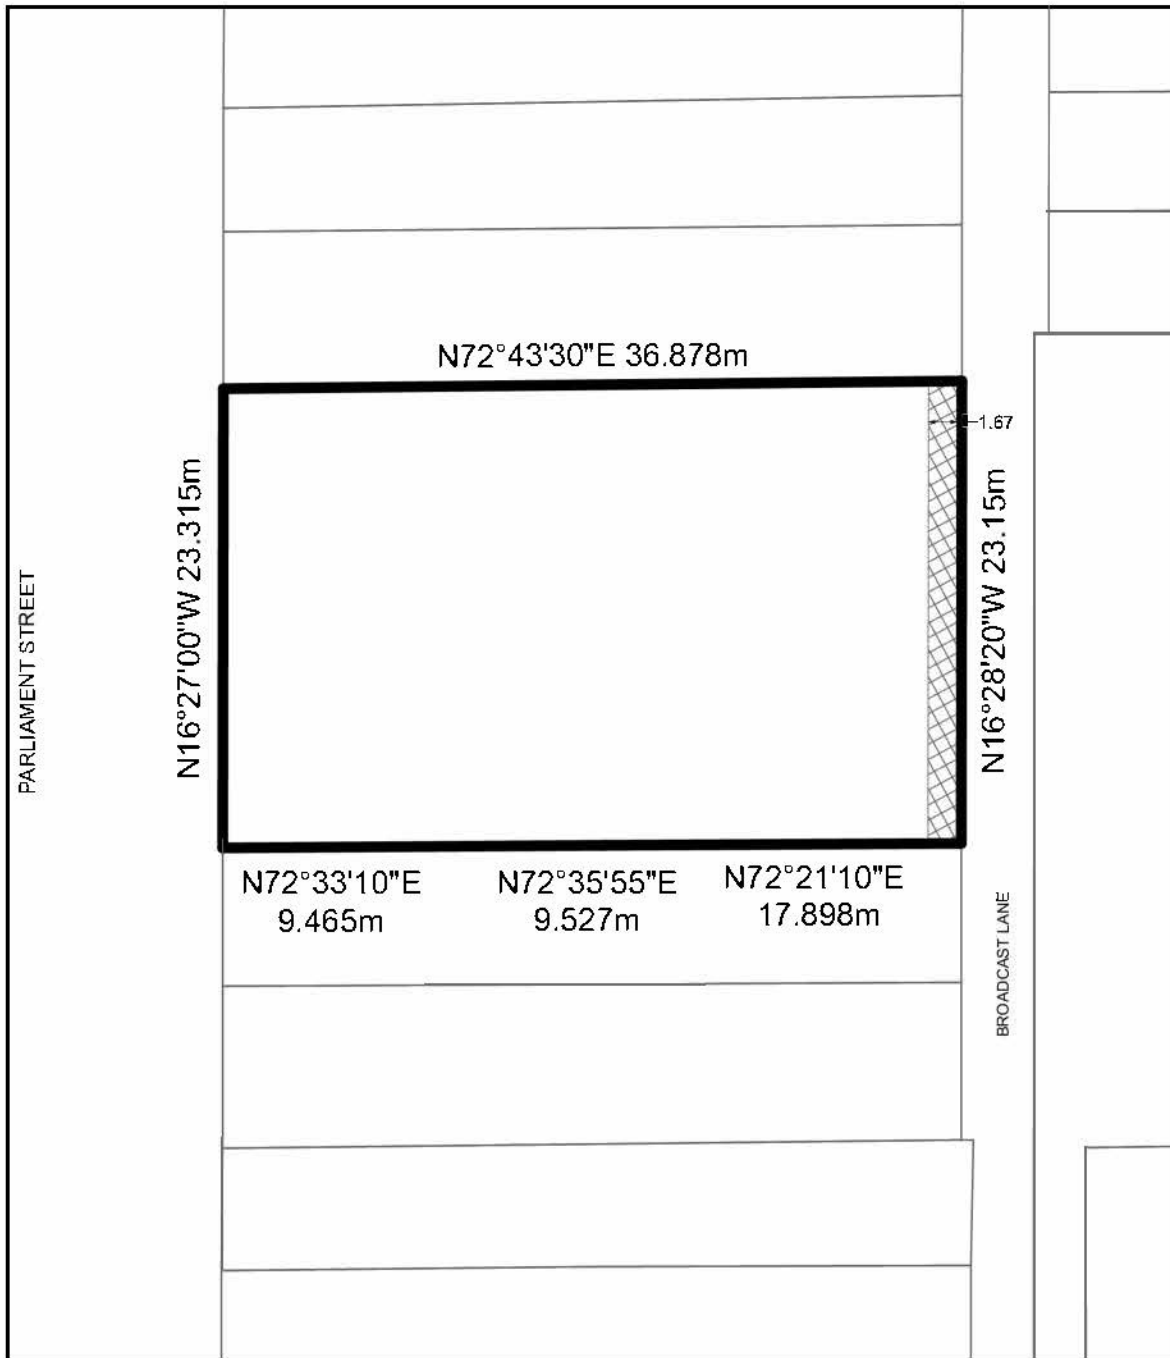 N72°43'30"E 36.878m
1.67
N16°27'00"W 23.315m
N16°28'20"W 23.15m
PARLIAMENT STREET
N72°33'10"E
9.465m
N72°35'55"E
9.527m
N72°21'10"E
17.898m
BROADCAST LANE